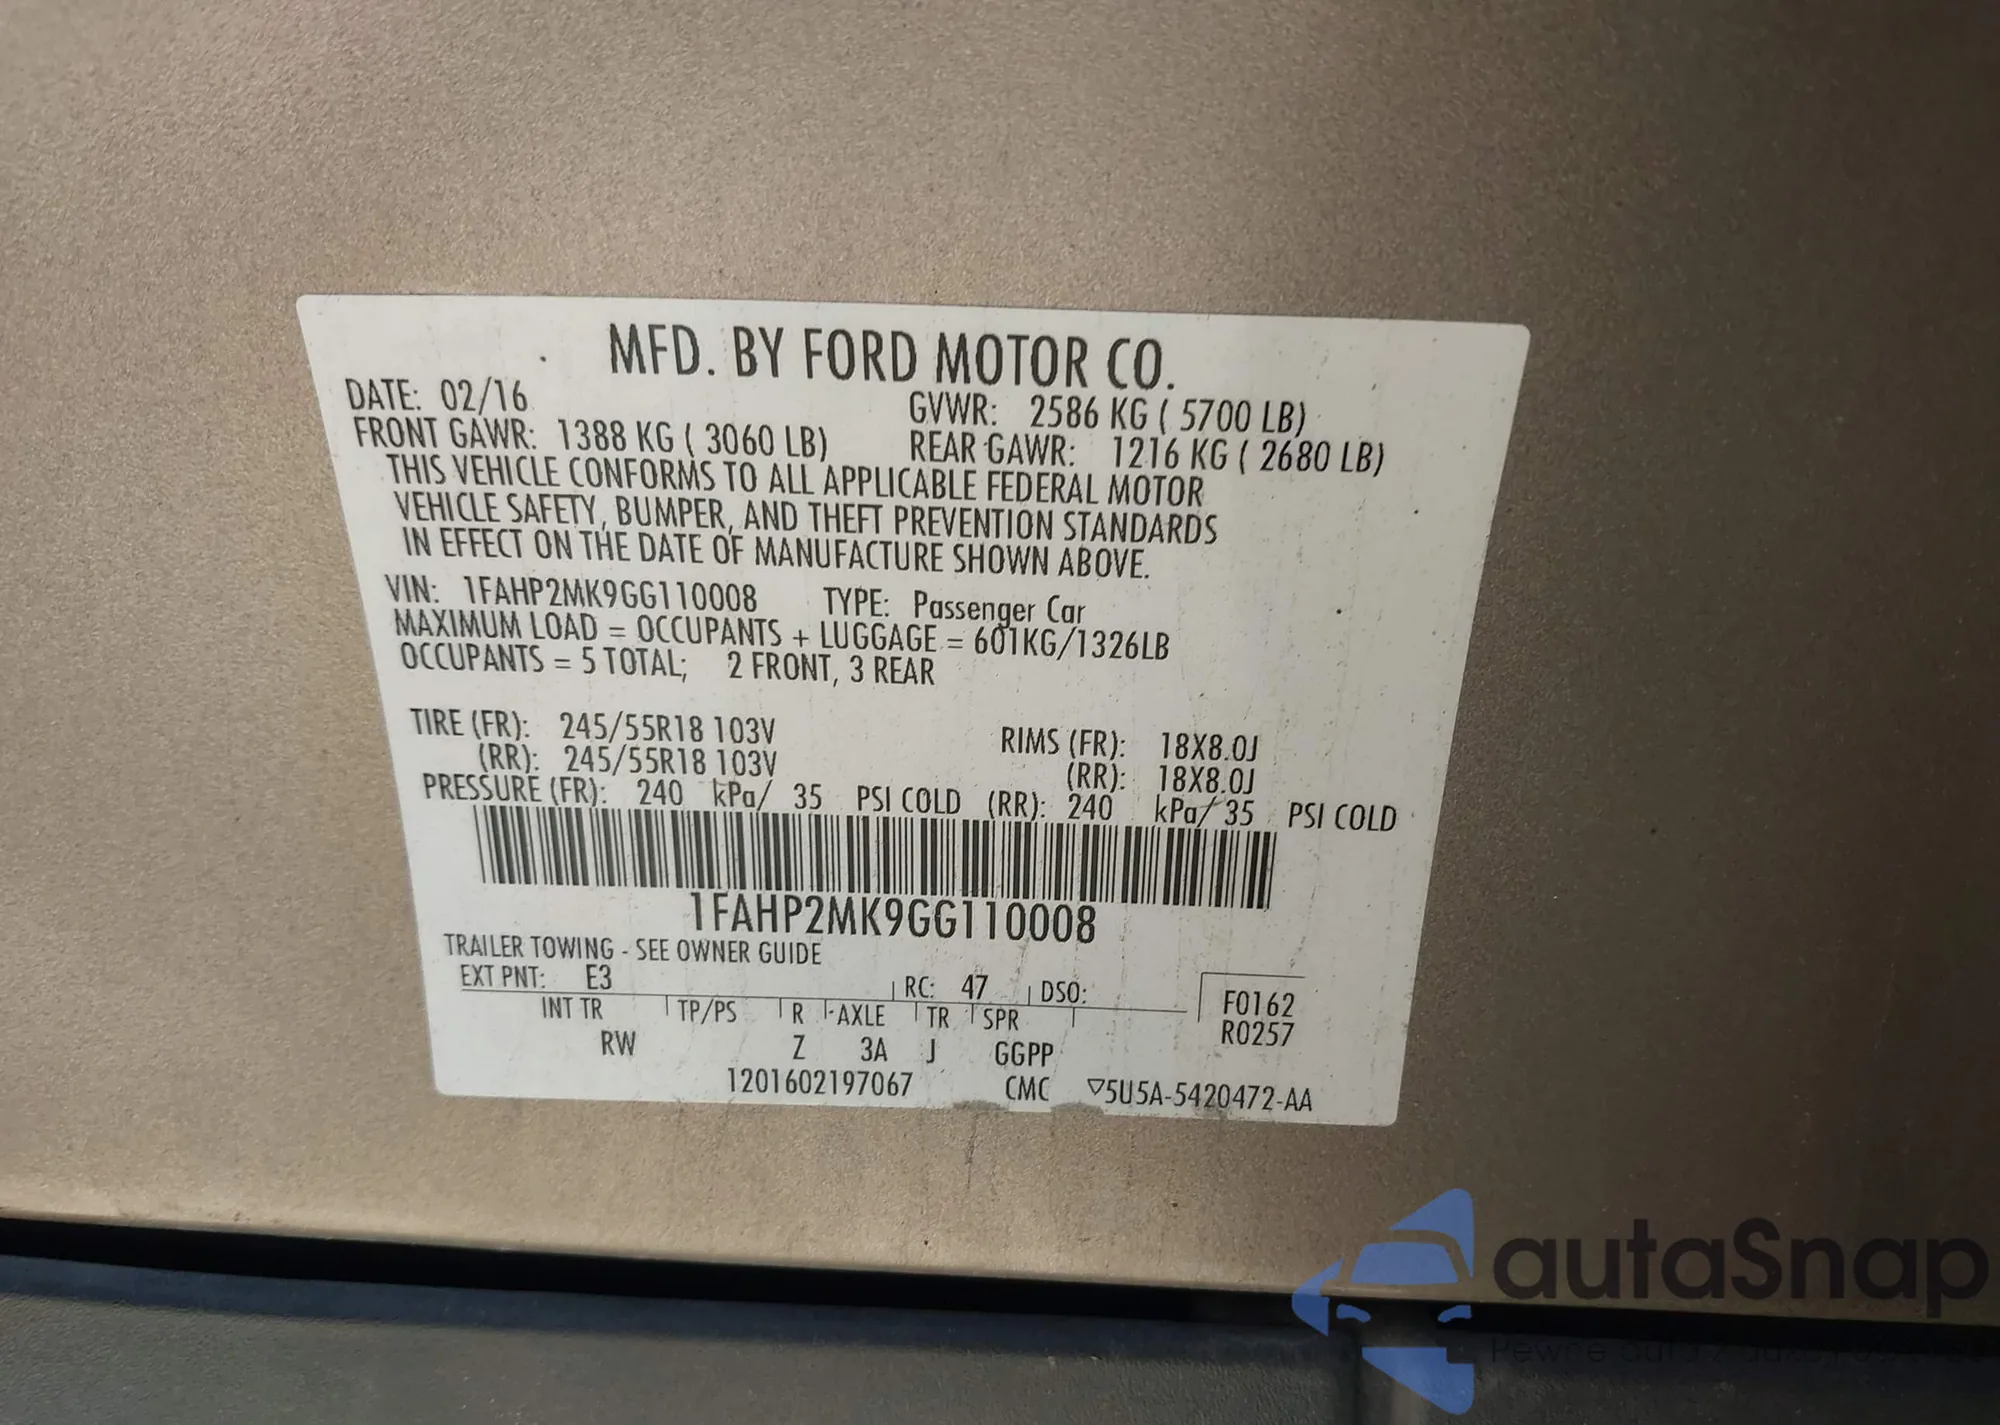 MFD. BY FORD MOTOR CO.
DATE: 02/16 GVWR: 2586 KG ( 5700 LB)
FRONT GAWR: 1388 KG ( 3060 LB) REAR GAWR: 1216 KG ( 2680 LB)
THIS VEHICLE CONFORMS TO ALL APPLICABLE FEDERAL MOTOR
VEHICLE SAFETY, BUMPER, AND THEFT PREVENTION STANDARDS
IN EFFECT ON THE DATE OF MANUFACTURE SHOWN ABOVE.
VIN: 1FAHP2MK9GG110008 TYPE: Passenger Car
MAXIMUM LOAD = OCCUPANTS + LUGGAGE = 601KG/1326LB
OCCUPANTS = 5 TOTAL; 2 FRONT, 3 REAR
TIRE (FR): 245/55R18 103V RIMS (FR): 18X8.0J
(RR): 245/55R18 103V (RR): 18X8.0J
PRESSURE (FR): 240 kPa/ 35 PSI COLD (RR): 240 kPa/ 35 PSI COLD
1FAHP2MK9GG110008
TRAILER TOWING - SEE OWNER GUIDE
EXT PNT: E3 RC: 47 DSO:
INT TR TP/PS R AXLE TR SPR F0162
RW Z 3A J GGPP R0257
1201602197067 CMC ▽5U5A-5420472-AA
autaSnap
Pewne auta z